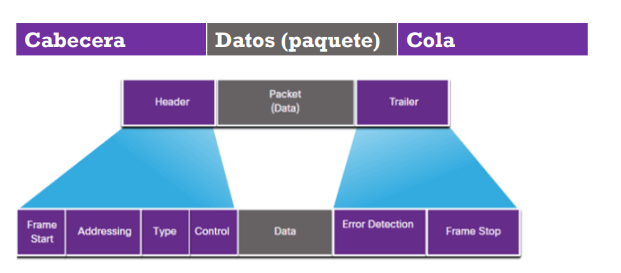 Cabecera Datos (paquete) Cola
Header Packet (Data) Trailer
Frame Start Addressing Type Control Data Error Detection Frame Stop